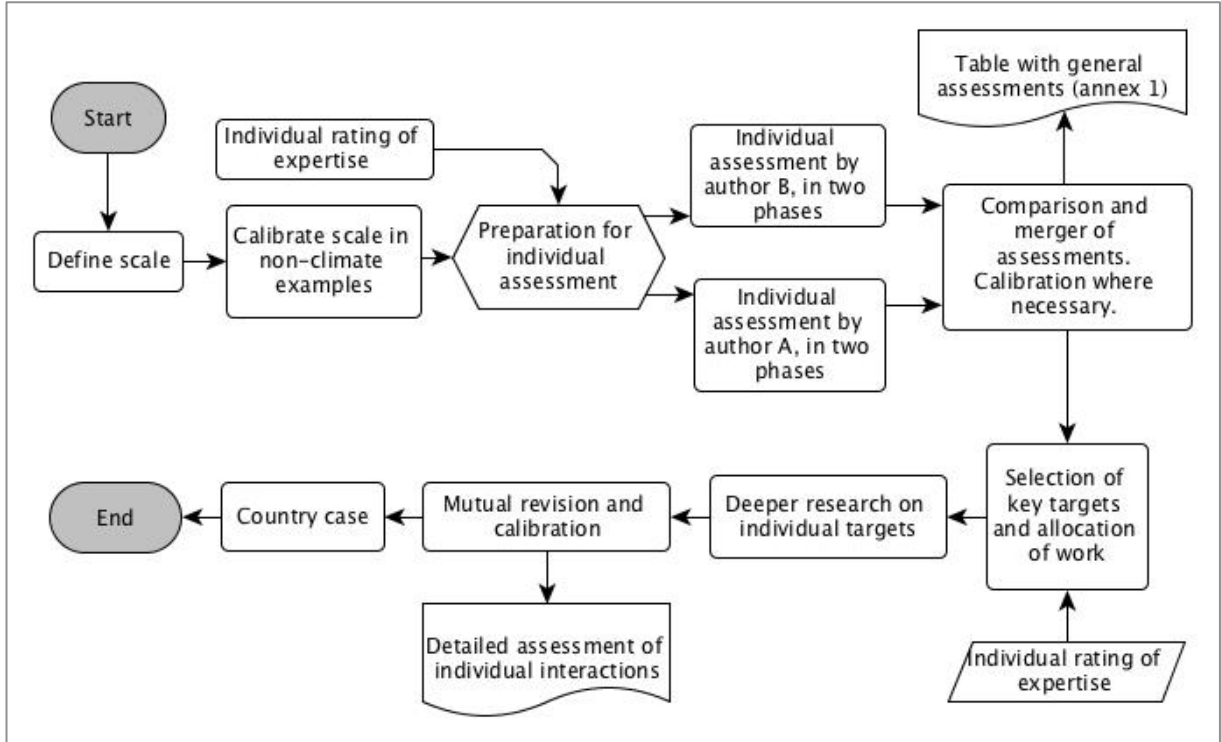 Start
Define scale
Individual rating of
expertise
Calibrate scale in
non-climate
examples
Preparation for
individual
assessment
Individual
assessment by
author B, in two
phases
Individual
assessment by
author A, in two
phases
Table with general
assessments (annex 1)
Comparison and
merger of
assessments.
Calibration where
necessary.
Selection of
key targets
and allocation
of work
Individual rating of
expertise
Deeper research on
individual targets
Mutual revision and
calibration
Detailed assessment of
individual interactions
Country case
End